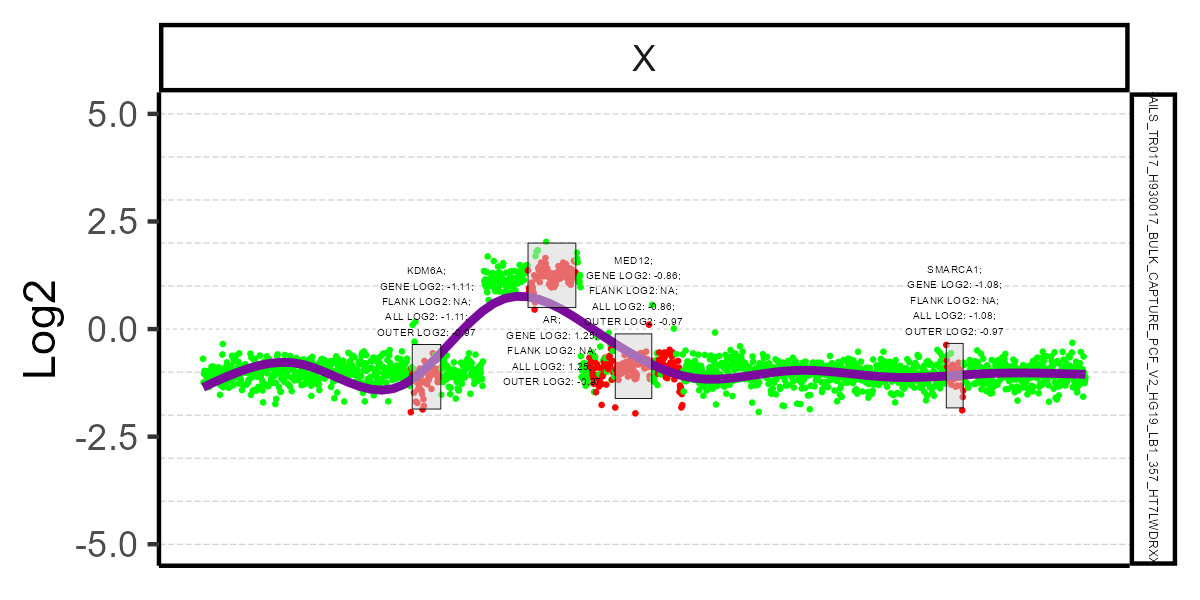 X
Log2
5.0
2.5
0.0
-2.5
-5.0
KDM6A;
GENE LOG2: -1.11;
FLANK LOG2: NA;
ALL LOG2: -1.11;
OUTER LOG2: -0.97
AR;
GENE LOG2: 1.25;
FLANK LOG2: NA;
ALL LOG2: 1.25;
OUTER LOG2: -0.97
MED12;
GENE LOG2: -0.86;
FLANK LOG2: NA;
ALL LOG2: -0.86;
OUTER LOG2: -0.97
SMARCA1;
GENE LOG2: -1.08;
FLANK LOG2: NA;
ALL LOG2: -1.08;
OUTER LOG2: -0.97
AILS_TR017_H930017_BULK_CAPTURE_PCF_V2_HG19_LB1_357_HT7LWDRXX